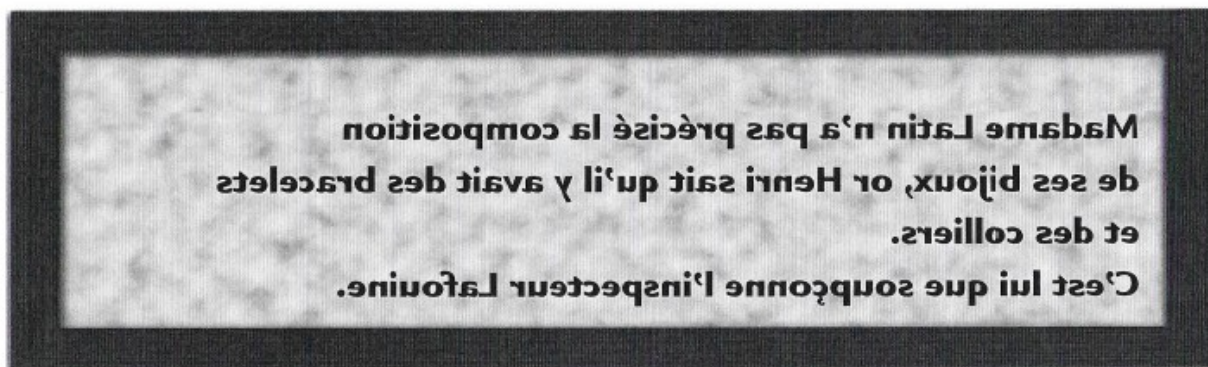 Madame Latin n'a pas précisé la composition
de ses bijoux, or Henri sait qu'il y avait des bracelets
et des colliers.
C'est lui que soupçonne l'inspecteur Lafouine.